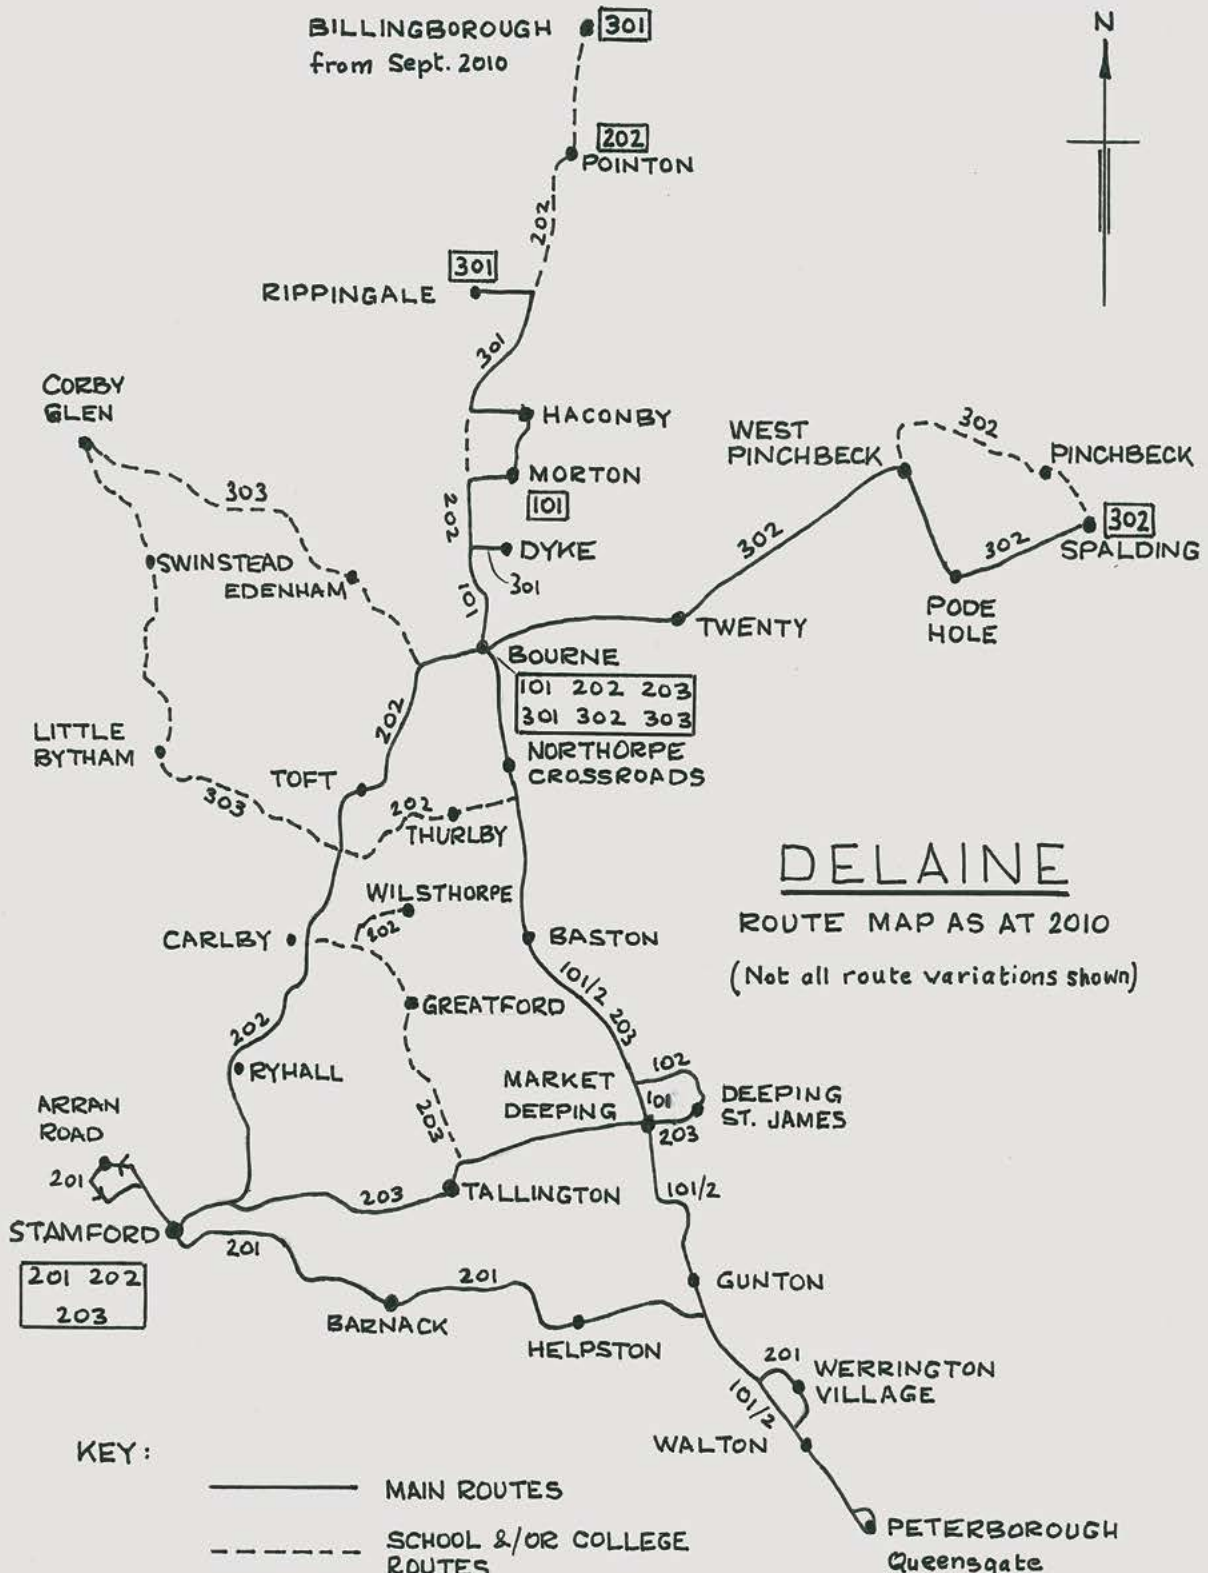 BILLINGBOROUGH
301
from Sept. 2010
N
202
POINTON
202
301
RIPPINGALE
301
CORBY
GLEN
HACONBY
WEST
PINCHBECK
302
PINCHBECK
303
MORTON
101
202
302
302
302
SPALDING
SWINSTEAD
EDENHAM
DYKE
301
101
PODE
HOLE
TWENTY
BOURNE
101 202 203
301 302 303
202
LITTLE
BYTHAM
NORTHORPE
CROSSROADS
TOFT
303
202
THURLBY
DELAINE
ROUTE MAP AS AT 2010
(Not all route variations shown)
WILSTHORPE
202
CARLBY
BASTON
101/2 203
GREATFORD
202
RYHALL
MARKET
DEEPING
102
101
203
DEEPING
ST. JAMES
ARRAN
ROAD
201
203
203
TALLINGTON
101/2
STAMFORD
201 202
203
201
201
BARNACK
GUNTON
HELPSTON
201
WERRINGTON
VILLAGE
101/2
WALTON
KEY:
MAIN ROUTES
SCHOOL &/OR COLLEGE
ROUTES
PETERBOROUGH
Queensgate